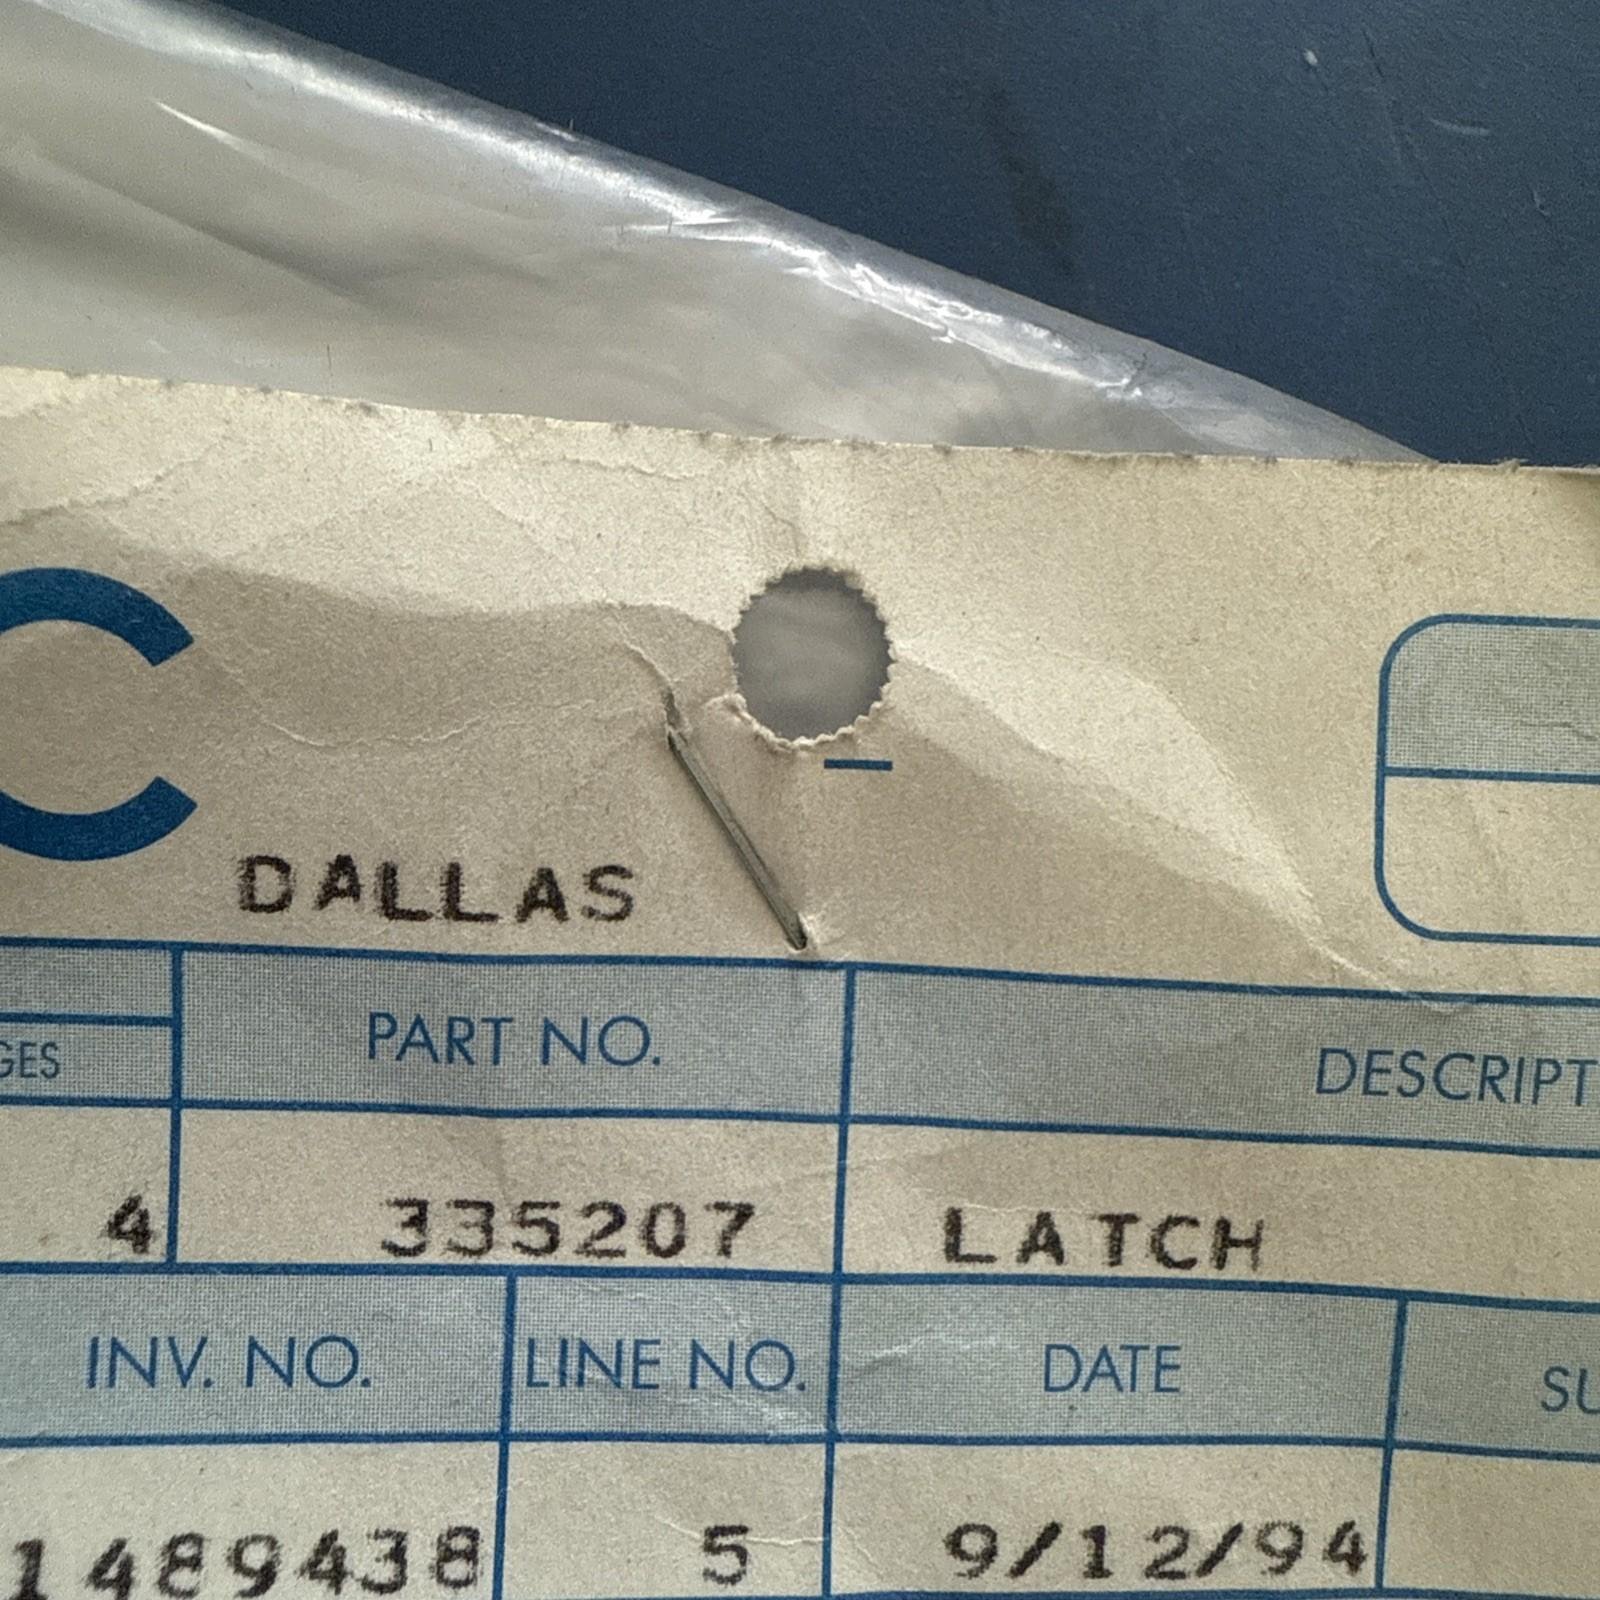 C
DALLAS
GES PART NO. DESCRIPT
4 335207 LATCH
INV. NO. LINE NO. DATE SU
1489438 5 9/12/94